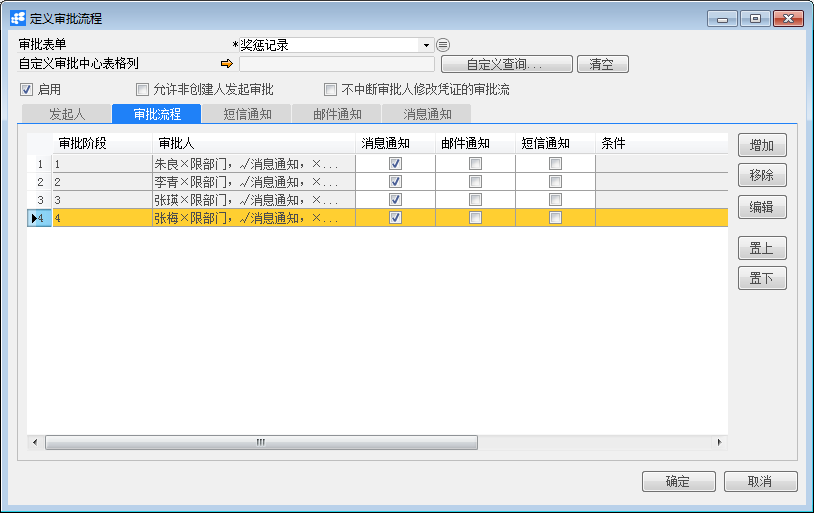 定义审批流程
审批表单 *奖惩记录
自定义审批中心表格列 自定义查询... 清空
启用 允许非创建人发起审批 不中断审批人修改凭证的审批流
发起人 审批流程 短信通知 邮件通知 消息通知
审批阶段 审批人 消息通知 邮件通知 短信通知 条件
1 1 朱良×限部门，√消息通知，×...
2 2 李青×限部门，√消息通知，×...
3 3 张瑛×限部门，√消息通知，×...
4 4 张梅×限部门，√消息通知，×...
增加
移除
编辑
置上
置下
确定 取消